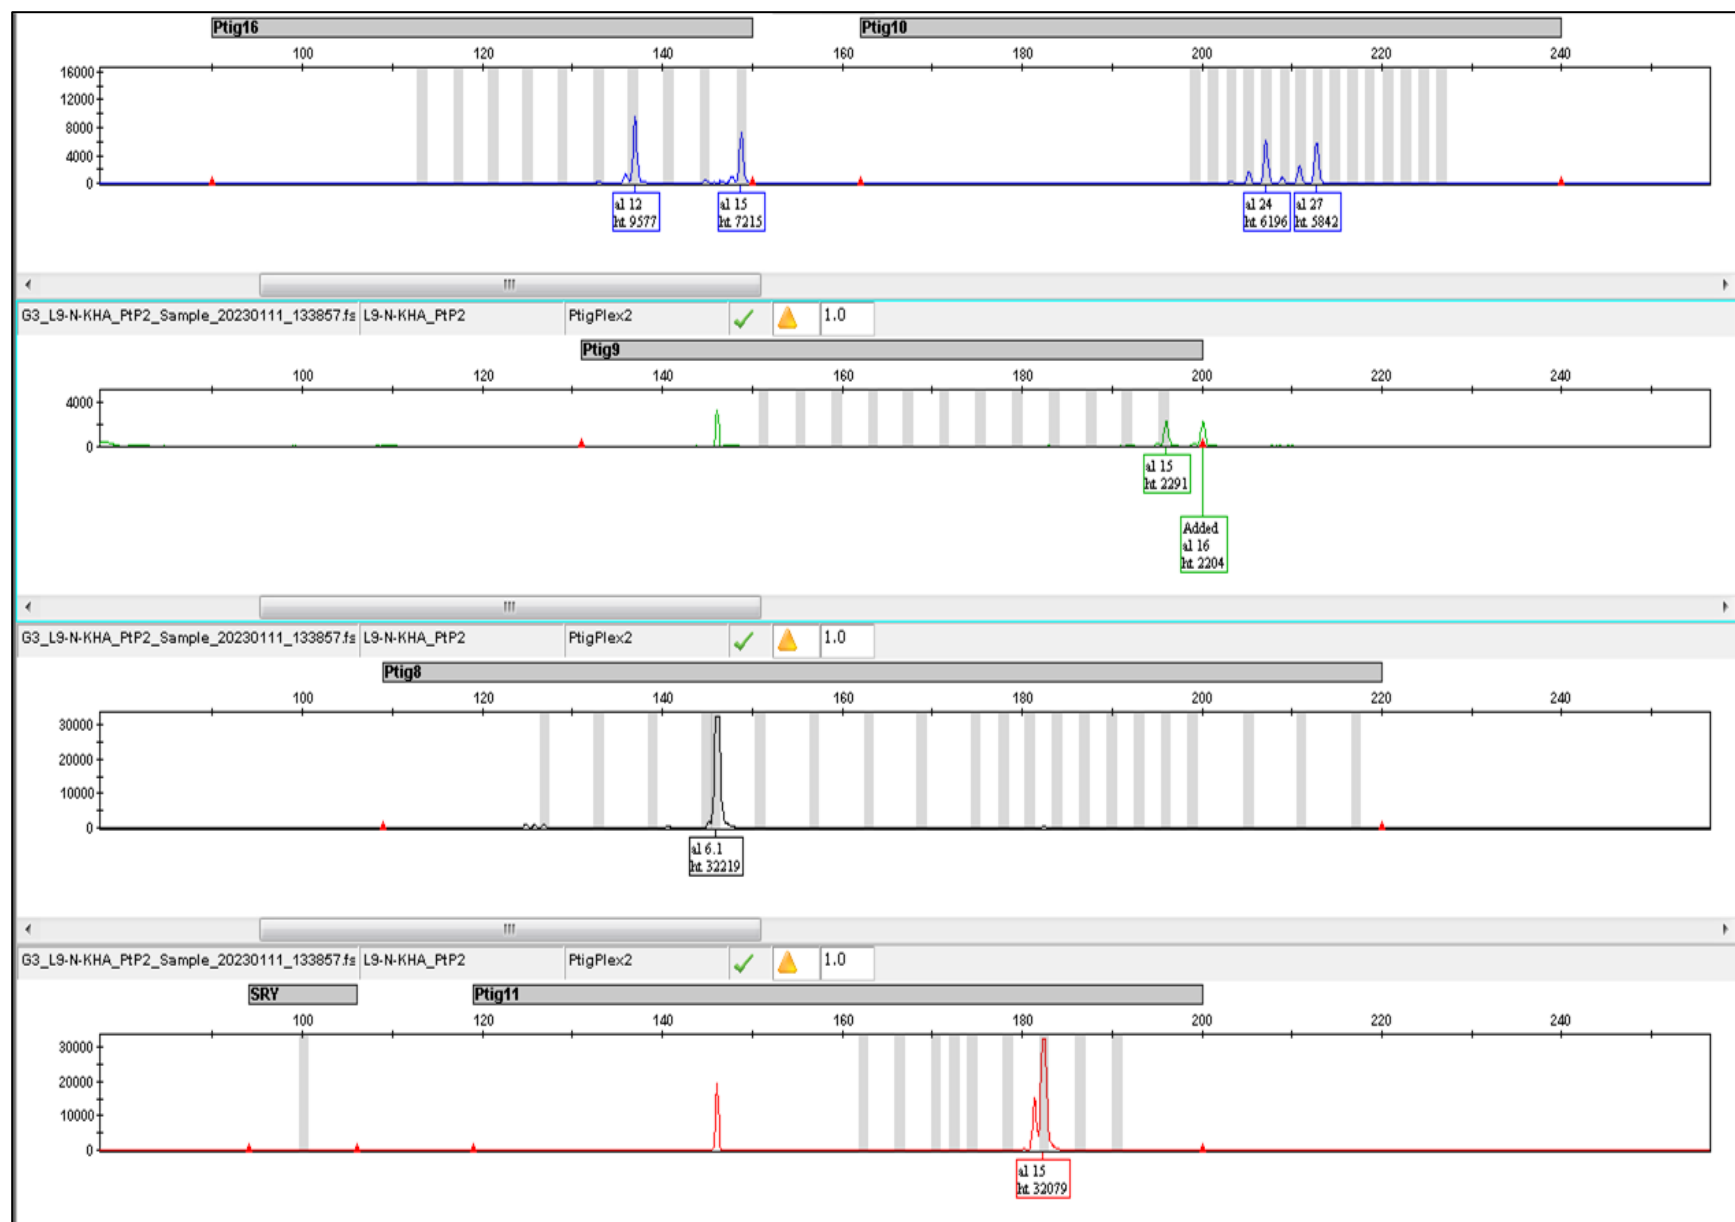 Ptig16 Ptig10
100 120 140 160 180 200 220 240
16000
12000
8000
4000
0
al 12 al 15 al 24 al 27
ht 9577 ht 7215 ht 6196 ht 5842
G3_L9-N-KHA_PtP2_Sample_20230111_133857.fs L9-N-KHA_PtP2 PtigPlex2 1.0
Ptig9
100 120 140 160 180 200 220 240
4000
0
al 15
ht 2291
Added
al 16
ht 2204
G3_L9-N-KHA_PtP2_Sample_20230111_133857.fs L9-N-KHA_PtP2 PtigPlex2 1.0
Ptig8
100 120 140 160 180 200 220 240
30000
20000
10000
0
al 6.1
ht 32219
G3_L9-N-KHA_PtP2_Sample_20230111_133857.fs L9-N-KHA_PtP2 PtigPlex2 1.0
SRY Ptig11
100 120 140 160 180 200 220 240
30000
20000
10000
0
al 15
ht 32079